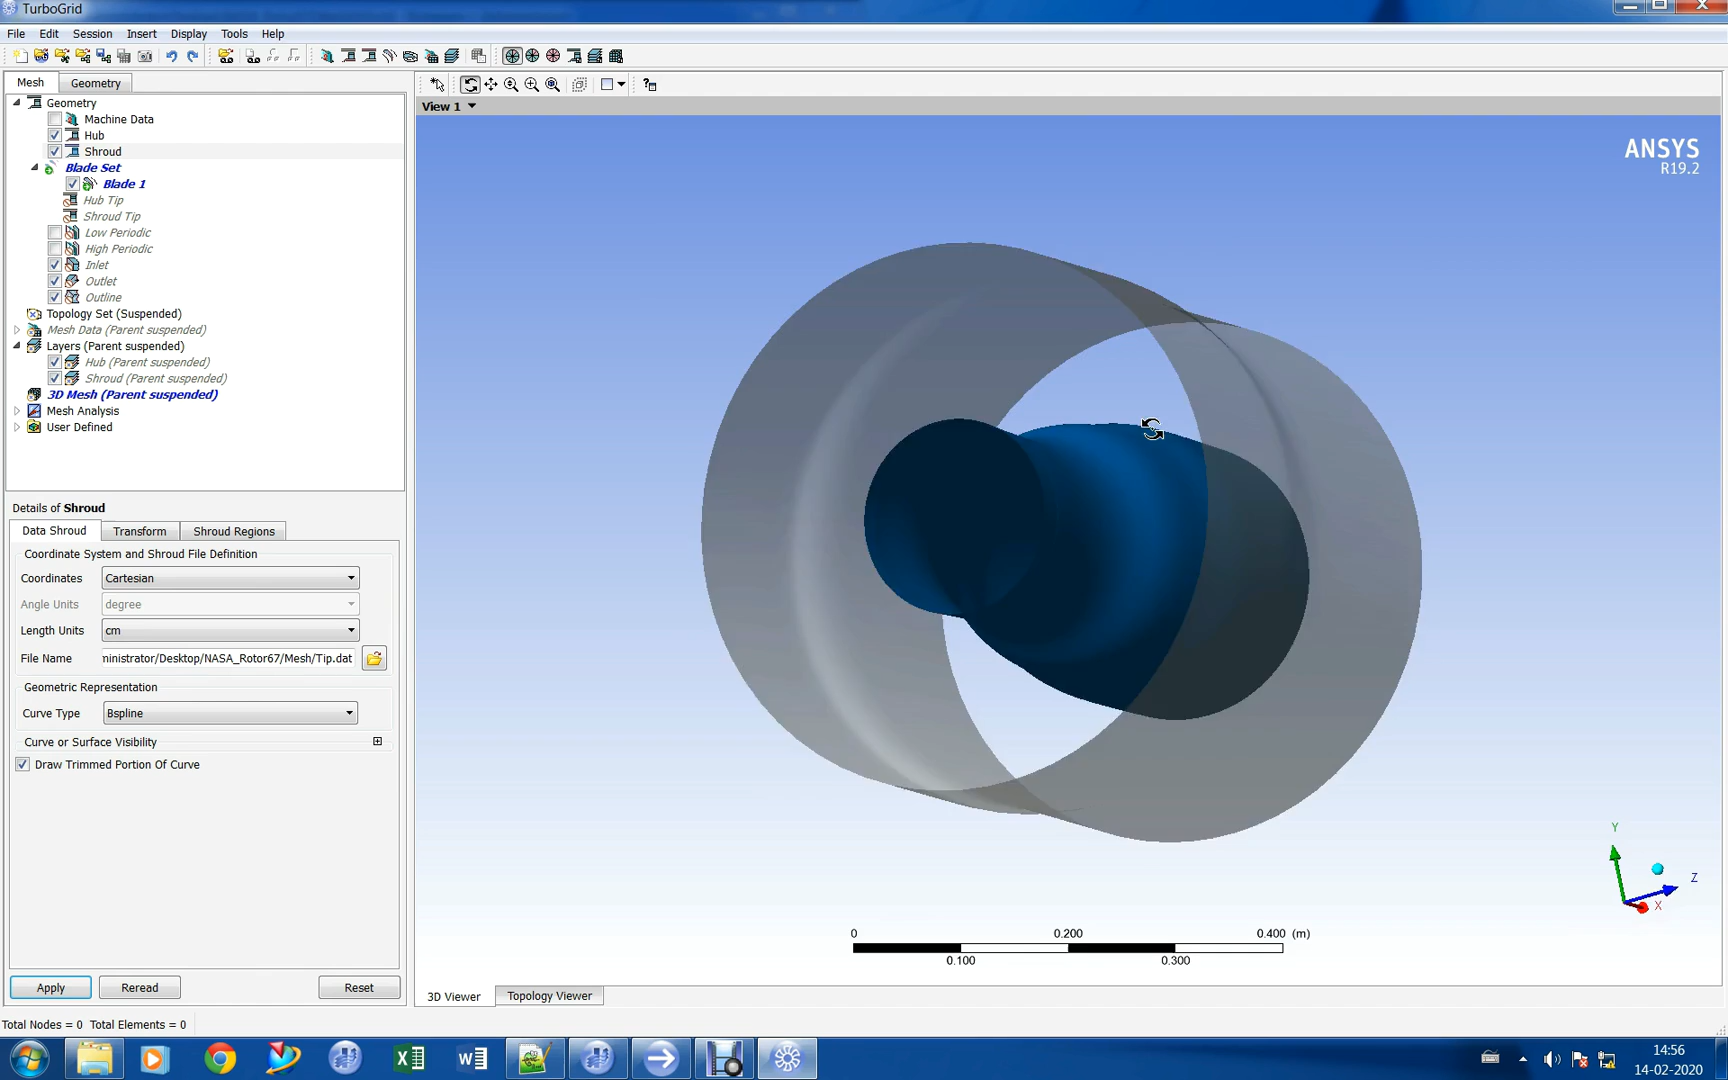 TurboGrid
File Edit Session Insert Display Tools Help
Mesh Geometry
View 1
Geometry
Machine Data
Hub
Shroud
Blade Set
Blade 1
Hub Tip
Shroud Tip
Low Periodic
High Periodic
Inlet
Outlet
Outline
Topology Set (Suspended)
Mesh Data (Parent suspended)
Layers (Parent suspended)
Hub (Parent suspended)
Shroud (Parent suspended)
3D Mesh (Parent suspended)
Mesh Analysis
User Defined
ANSYS
R19.2
Details of Shroud
Data Shroud Transform Shroud Regions
Coordinate System and Shroud File Definition
Coordinates Cartesian
Angle Units degree
Length Units cm
File Name ministrator/Desktop/NASA_Rotor67/Mesh/Tip.dat
Geometric Representation
Curve Type Bspline
Curve or Surface Visibility
Draw Trimmed Portion Of Curve
Y
Z
X
0 0.200 0.400 (m)
0.100 0.300
Apply Reread Reset
3D Viewer Topology Viewer
Total Nodes = 0 Total Elements = 0
14:56
14-02-2020